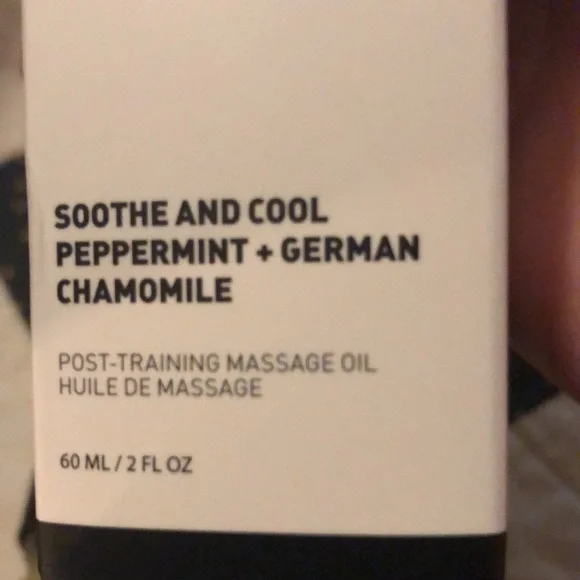 SOOTHE AND COOL
PEPPERMINT + GERMAN
CHAMOMILE
POST-TRAINING MASSAGE OIL
HUILE DE MASSAGE
60 ML / 2 FL OZ